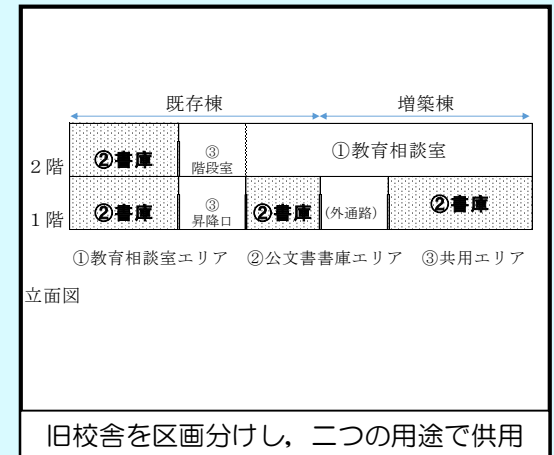 既存棟 増築棟
2階 ②書庫 ③階段室 ①教育相談室
1階 ②書庫 ③昇降口 ②書庫 (外通路) ②書庫
①教育相談室エリア ②公文書書庫エリア ③共用エリア
立面図
旧校舎を区画分けし，二つの用途で供用